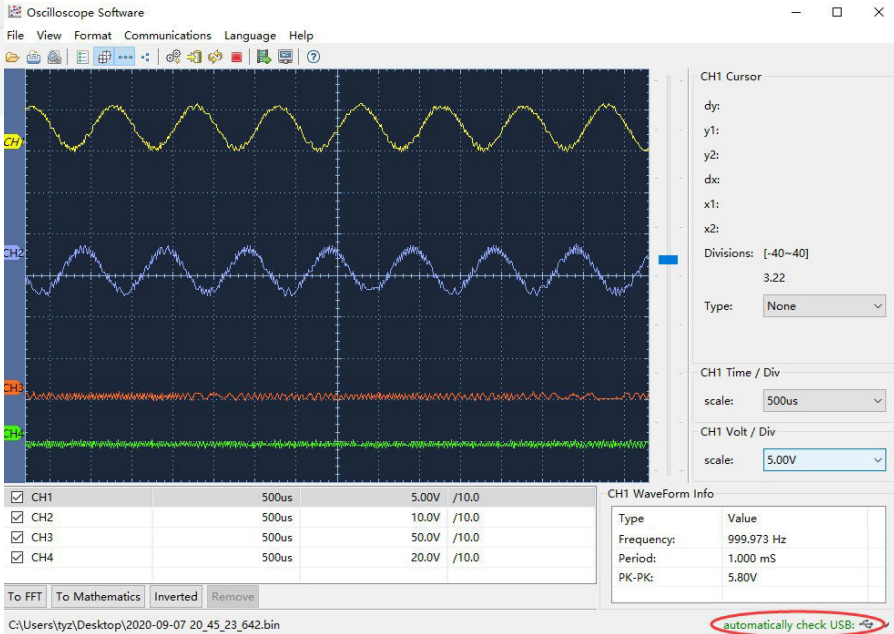 Oscilloscope Software
File View Format Communications Language Help
CH1 Cursor
dy:
y1:
y2:
dx:
x1:
x2:
Divisions: [-40~40]
3.22
Type: None
CH1 Time / Div
scale: 500us
CH1 Volt / Div
scale: 5.00V
CH
CH2
CH3
CH4
CH1 500us 5.00V /10.0
CH2 500us 10.0V /10.0
CH3 500us 50.0V /10.0
CH4 500us 20.0V /10.0
CH1 WaveForm Info
Type Value
Frequency: 999.973 Hz
Period: 1.000 mS
PK-PK: 5.80V
To FFT To Mathematics Inverted Remove
C:\Users\tyz\Desktop\2020-09-07 20_45_23_642.bin
automatically check USB: